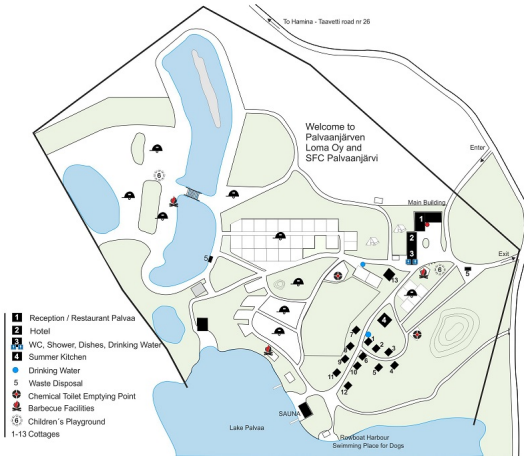 To Hamina - Taavetti road nr 26
Welcome to
Palvaanjärven
Loma Oy and
SFC Palvaanjärvi
Enter
Main Building
1
2
3
Exit
6
5
6
5
13
4
7
1
8
2
3
9
6
10
5
4
11
12
SAUNA
Lake Palvaa
Rowboat Harbour
Swimming Place for Dogs
1 Reception / Restaurant Palvaa
2 Hotel
3 WC, Shower, Dishes, Drinking Water
4 Summer Kitchen
Drinking Water
5 Waste Disposal
Chemical Toilet Emptying Point
Barbecue Facilities
6 Children´s Playground
1-13 Cottages